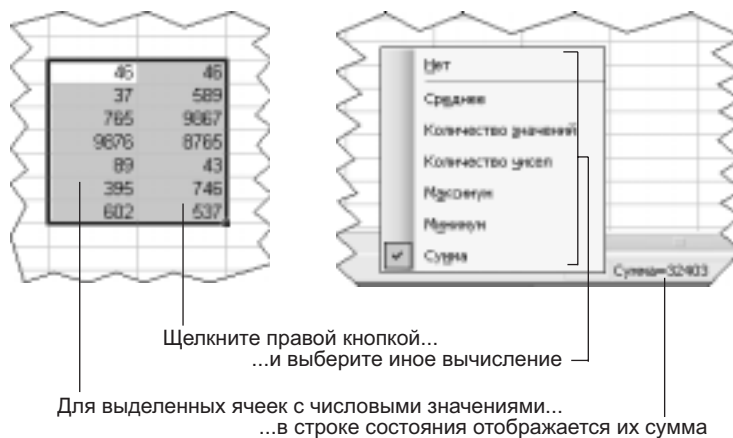 46 46
37 589
765 9867
9876 8765
89 43
395 746
602 537
Нет
Среднее
Количество значений
Количество чисел
Максимум
Минимум
Сумма
Сумма=32403
Щелкните правой кнопкой...
...и выберите иное вычисление
Для выделенных ячеек с числовыми значениями...
...в строке состояния отображается их сумма